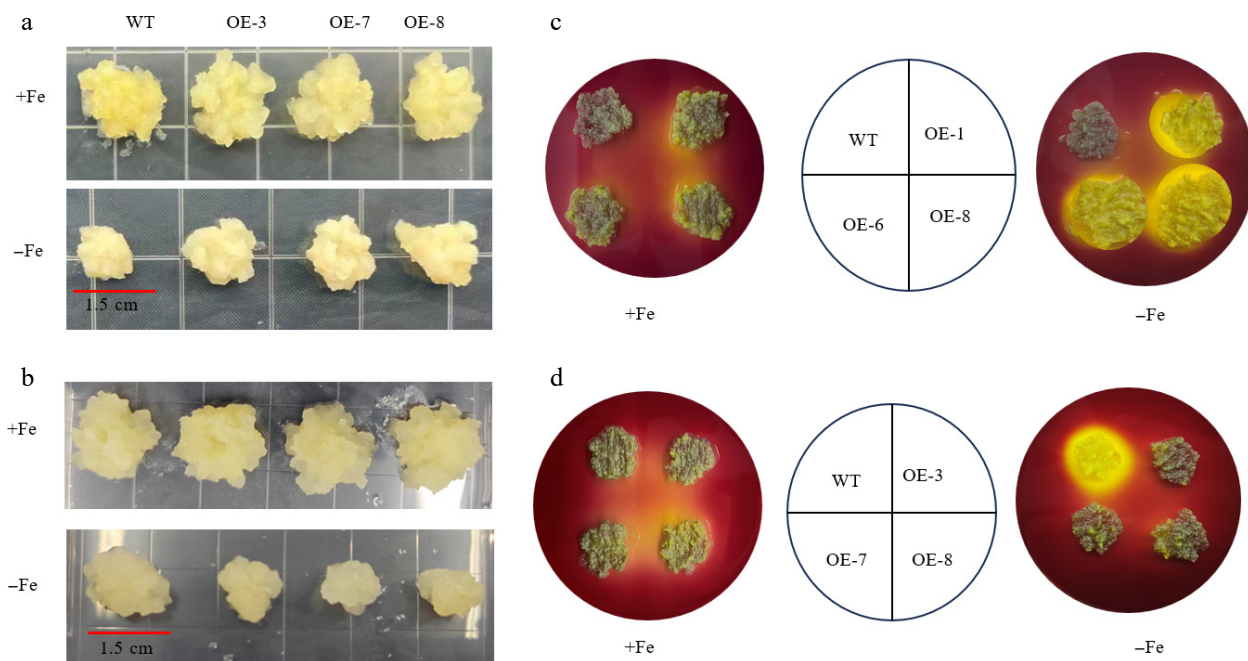 a
WT OE-3 OE-7 OE-8
+Fe
−Fe
1.5 cm
b
+Fe
−Fe
1.5 cm
c
WT OE-1
OE-6 OE-8
+Fe −Fe
d
WT OE-3
OE-7 OE-8
+Fe −Fe